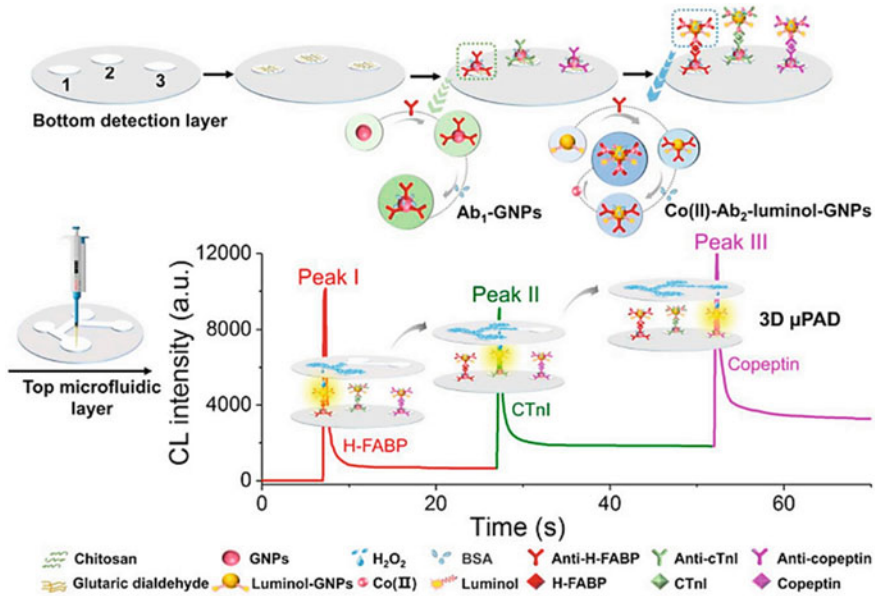 1
2
3
Bottom detection layer
Ab₁-GNPs
Co(II)-Ab₂-luminol-GNPs
Top microfluidic
layer
CL intensity (a.u.)
12000
8000
4000
0
Peak I
Peak II
Peak III
3D µPAD
H-FABP
CTnI
Copeptin
0
20
40
60
Time (s)
Chitosan
GNPs
H₂O₂
BSA
Anti-H-FABP
Anti-cTnI
Anti-copeptin
Glutaric dialdehyde
Luminol-GNPs
Co(II)
Luminol
H-FABP
CTnI
Copeptin